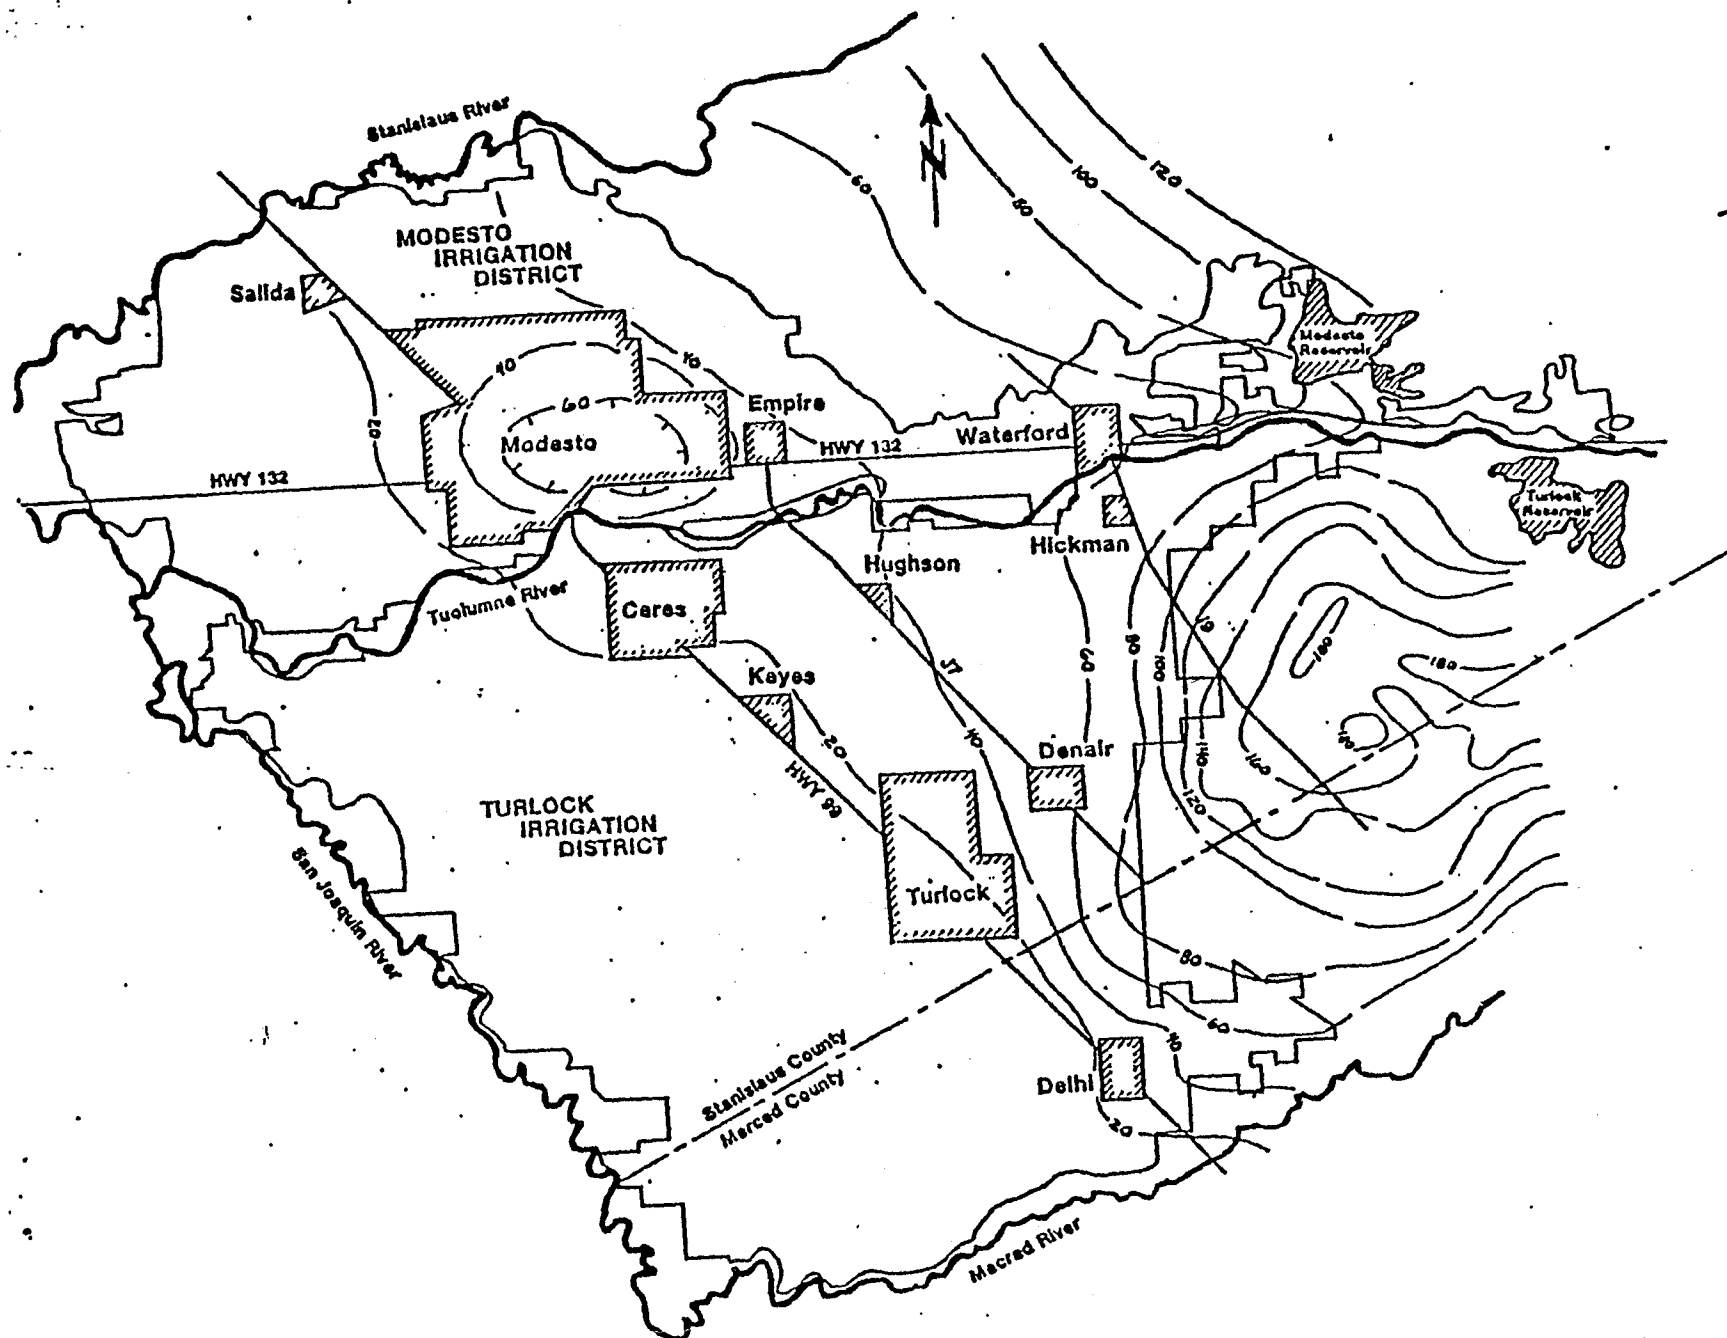 Stanislaus River
N
60
80
100
120
MODESTO
IRRIGATION
DISTRICT
Salida
Modesto
Reservoir
40
40
60
Empire
Modesto
20
HWY 132
HWY 132
Waterford
Turlock
Reservoir
Hickman
Hughson
Tuolumne River
Ceres
Keyes
J7
60
80
100
180
180
180
20
40
Denair
140
160
120
HWY 99
TURLOCK
IRRIGATION
DISTRICT
San Joaquin River
Turlock
80
60
40
Stanislaus County
Merced County
Delhi
20
Macrad River